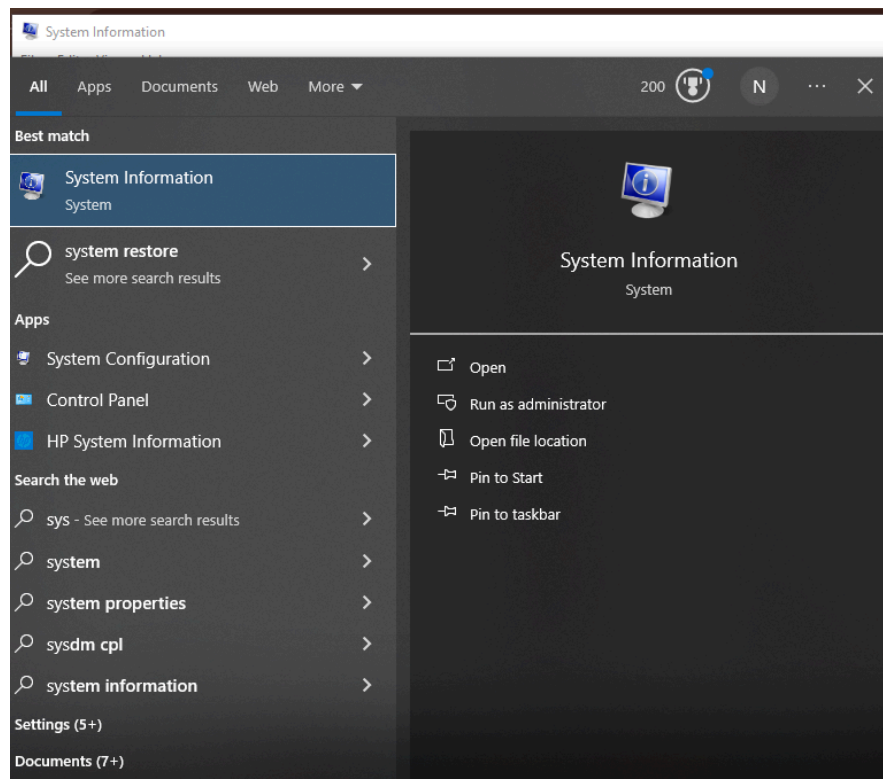 System Information
All Apps Documents Web More 200 N ...
Best match
System Information
System
system restore
See more search results
Apps
System Configuration
Control Panel
HP System Information
Search the web
sys - See more search results
system
system properties
sysdm cpl
system information
Settings (5+)
Documents (7+)
System Information
System
Open
Run as administrator
Open file location
Pin to Start
Pin to taskbar